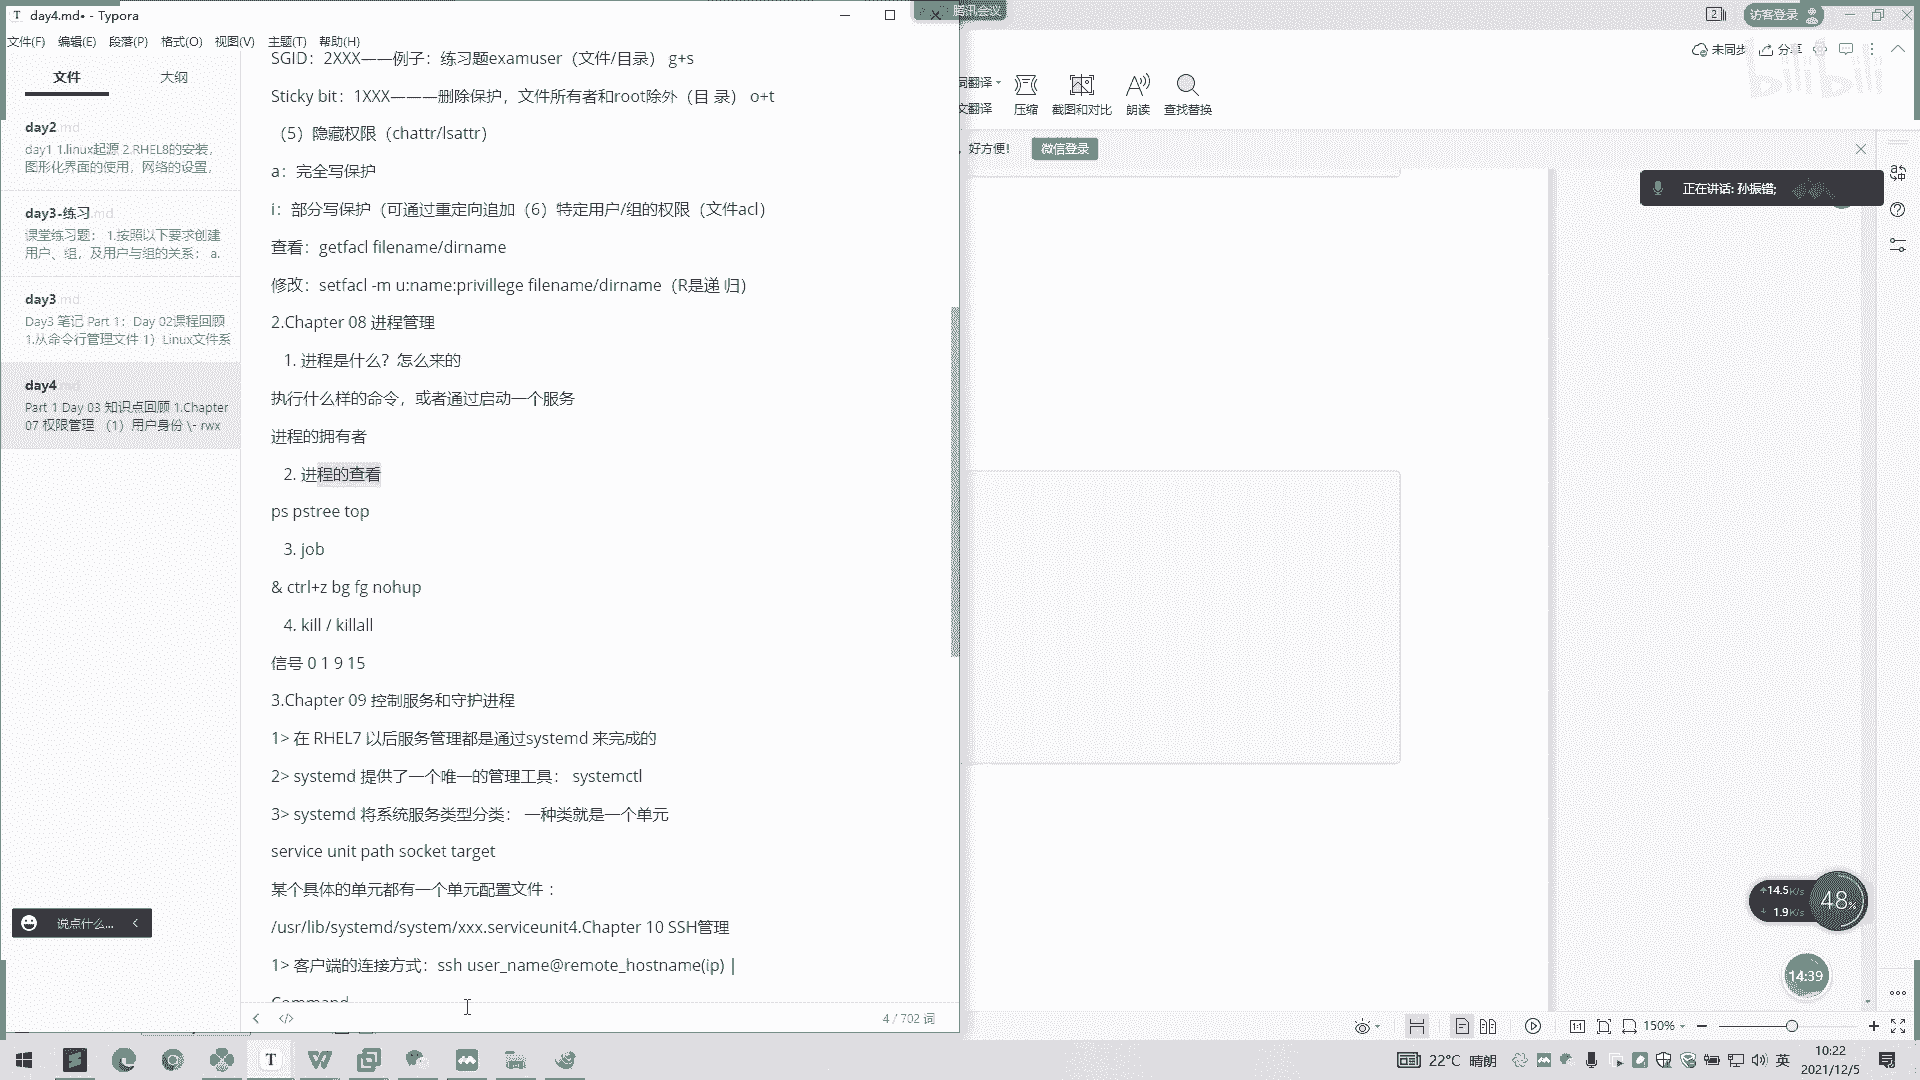 day4.md• - Typora
腾讯会议
2
访客登录
文件(F) 编辑(E) 段落(P) 格式(O) 视图(V) 主题(T) 帮助(H)
未同步 分享
bilibili
文件 大纲
day2.md
day1 1.linux起源 2.RHEL8的安装，
图形化界面的使用，网络的设置，
day3-练习.md
课堂练习题： 1.按照以下要求创建
用户、组，及用户与组的关系： a.
day3.md
Day3 笔记 Part 1：Day 02课程回顾
1.从命令行管理文件 1）Linux文件系
day4.md
Part 1 Day 03 知识点回顾 1.Chapter
07 权限管理 （1）用户身份 \- rwx
SGID：2XXX——例子：练习题examuser（文件/目录） g+s
Sticky bit：1XXX———删除保护，文件所有者和root除外（目 录） o+t
（5）隐藏权限（chattr/lsattr）
a：完全写保护
i：部分写保护（可通过重定向追加（6）特定用户/组的权限（文件acl）
查看：getfacl filename/dirname
修改：setfacl -m u:name:privillege filename/dirname（R是递 归）
2.Chapter 08 进程管理
1. 进程是什么？怎么来的
执行什么样的命令，或者通过启动一个服务
进程的拥有者
2. 进程的查看
ps pstree top
3. job
& ctrl+z bg fg nohup
4. kill / killall
信号 0 1 9 15
3.Chapter 09 控制服务和守护进程
1> 在 RHEL7 以后服务管理都是通过systemd 来完成的
2> systemd 提供了一个唯一的管理工具： systemctl
3> systemd 将系统服务类型分类： 一种类就是一个单元
service unit path socket target
某个具体的单元都有一个单元配置文件 ：
/usr/lib/systemd/system/xxx.serviceunit4.Chapter 10 SSH管理
1> 客户端的连接方式：ssh user_name@remote_hostname(ip) |
Command
4 / 702 词
说点什么...
词翻译
文翻译
压缩 截图和对比 朗读 查找替换
好方便! 微信登录
正在讲话: 孙振错;
14.5K/s
1.9K/s
48%
14:39
150%
22°C 晴朗
英
10:22
2021/12/5